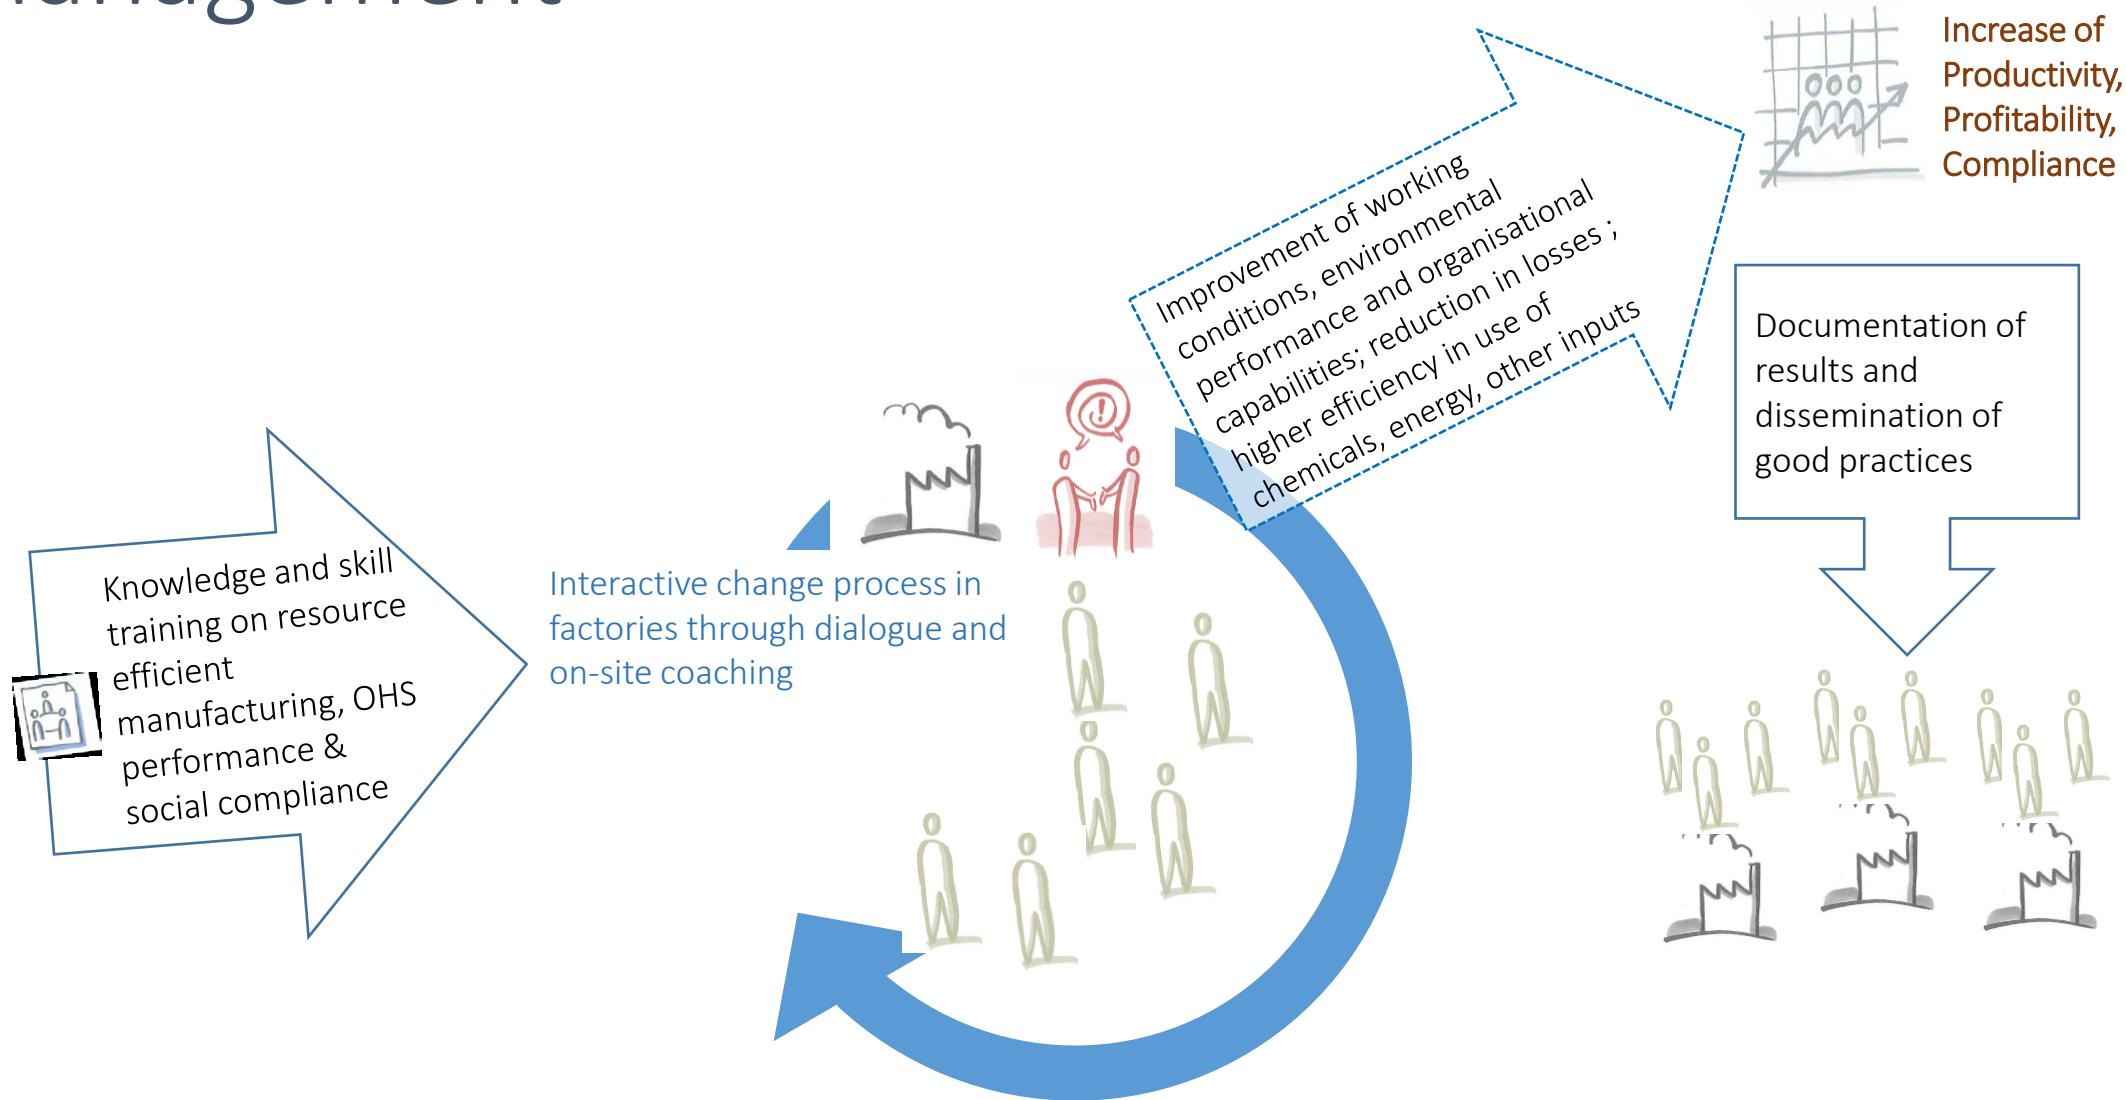 Knowledge and skill
training on resource
efficient
manufacturing, OHS
performance &
social compliance
Interactive change process in
factories through dialogue and
on-site coaching
Improvement of working
conditions, environmental
performance and organisational
capabilities; reduction in losses ;
higher efficiency in use of
chemicals, energy, other inputs
Increase of
Productivity,
Profitability,
Compliance
Documentation of
results and
dissemination of
good practices